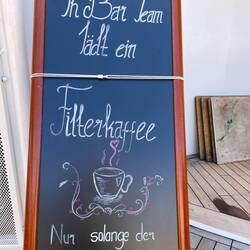 Ihr Bar Team
lädt ein
Filterkaffee
Nur solange der